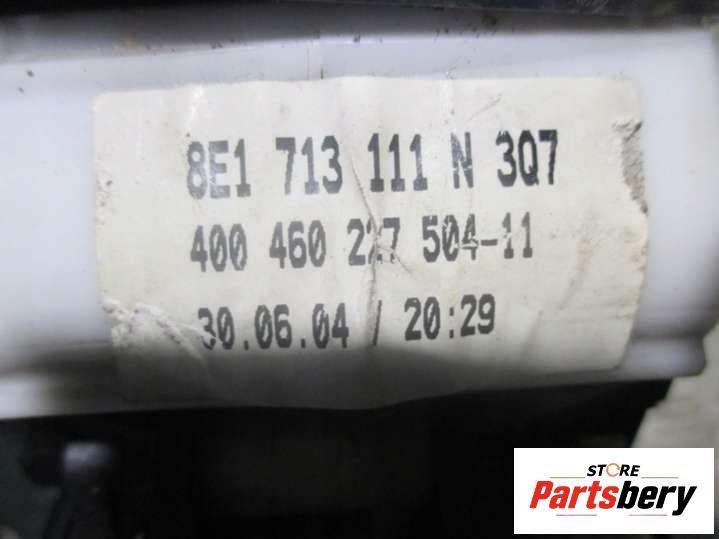 8E1 713 111 N 3Q7
400 460 227 504-11
30.06.04 / 20:29
STORE
Partsbery